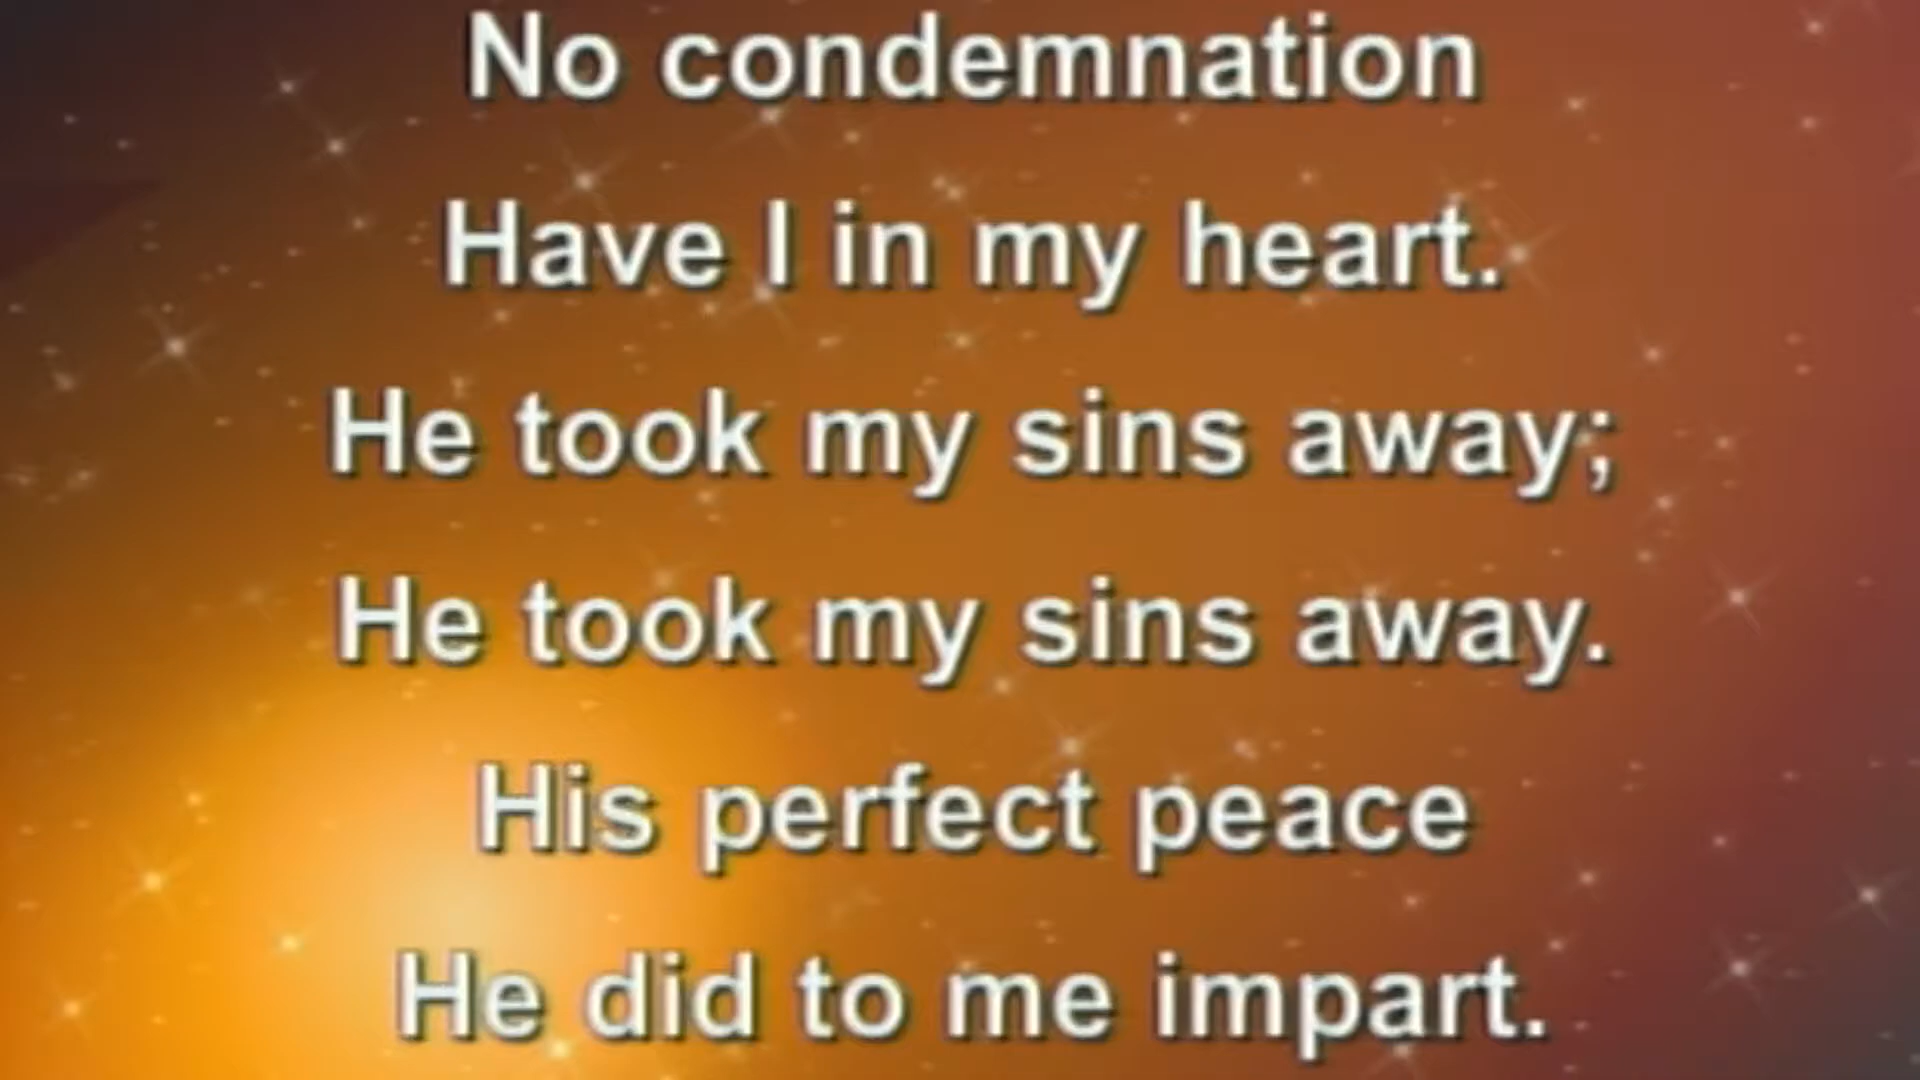 No condemnation
Have I in my heart.
He took my sins away;
He took my sins away.
His perfect peace
He did to me impart.